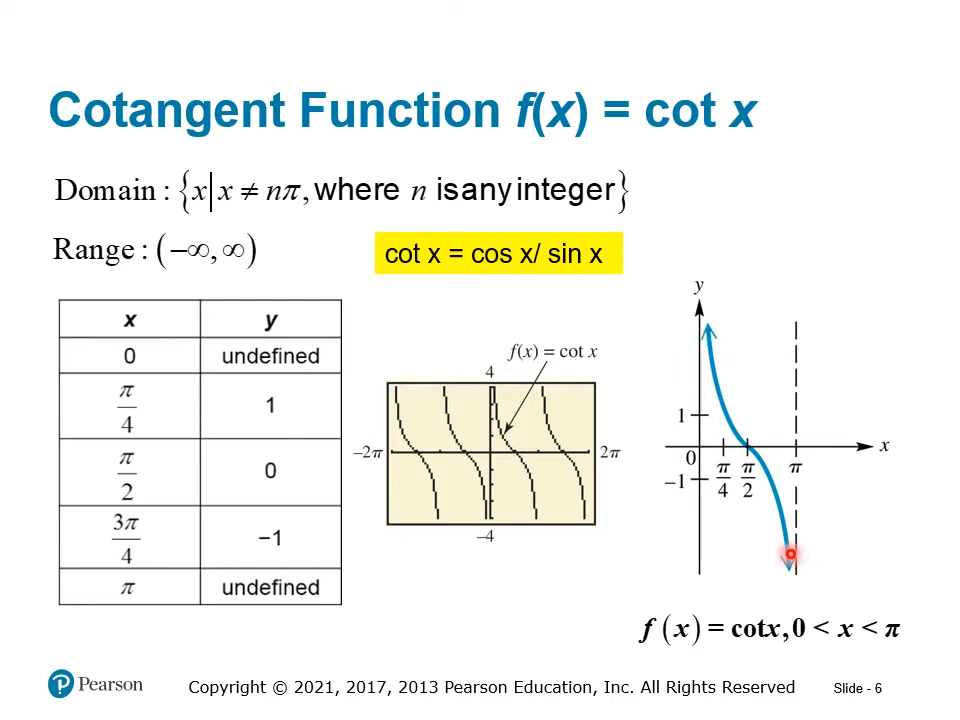 Cotangent Function f(x) = cot x
Domain : {x | x ≠ nπ, where n is any integer}
Range : (−∞, ∞)
cot x = cos x/ sin x
x y
0 undefined
π/4 1
π/2 0
3π/4 −1
π undefined
f(x) = cot x
4
−2π 2π
−4
y
1
0 π/4 π/2 π x
−1
f(x) = cotx, 0 < x < π
Pearson
Copyright © 2021, 2017, 2013 Pearson Education, Inc. All Rights Reserved
Slide - 6